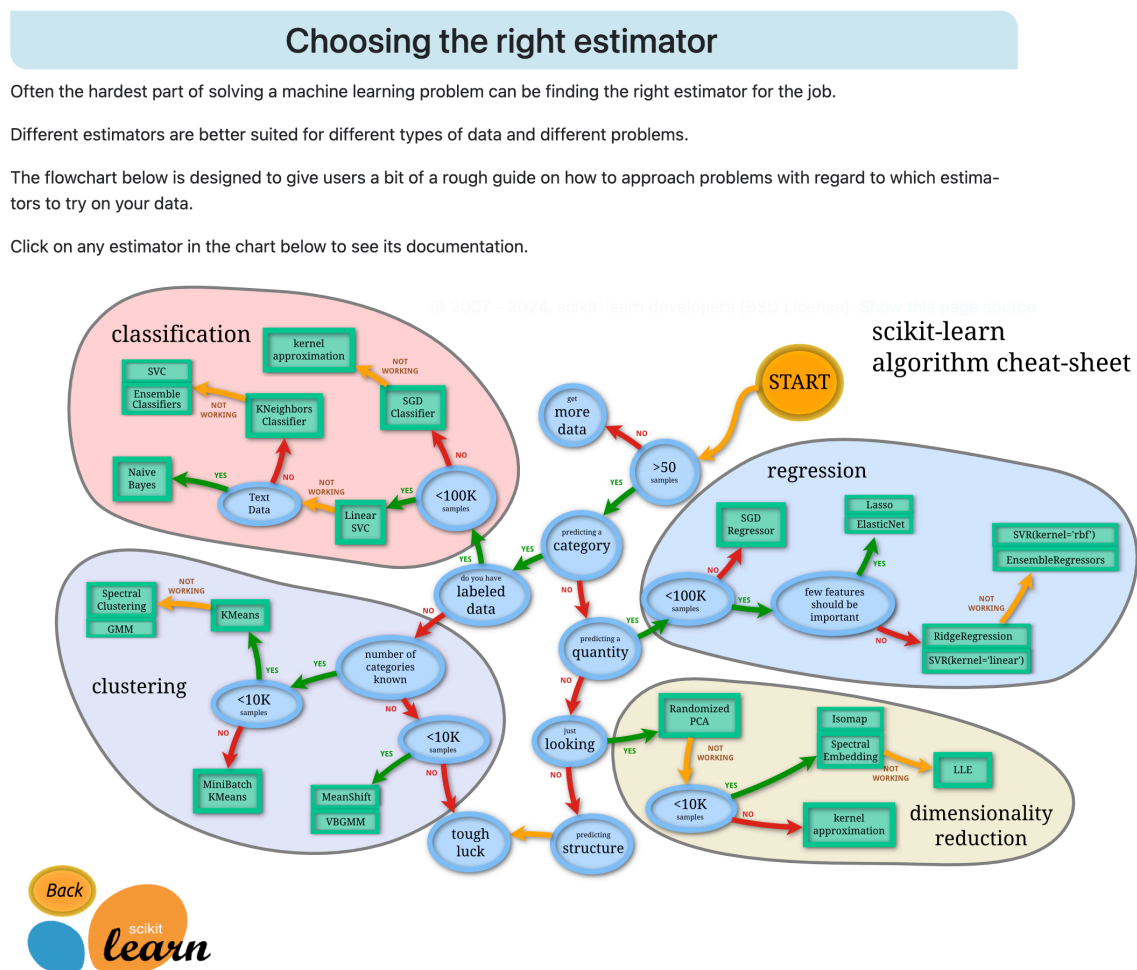 Choosing the right estimator
Often the hardest part of solving a machine learning problem can be finding the right estimator for the job.
Different estimators are better suited for different types of data and different problems.
The flowchart below is designed to give users a bit of a rough guide on how to approach problems with regard to which estima-
tors to try on your data.
Click on any estimator in the chart below to see its documentation.
© 2007 - 2024, scikit-learn developers (BSD License). Show this page source
scikit-learn
algorithm cheat-sheet
START
get
more
data
NO
>50
samples
YES
predicting a
category
YES
NO
do you have
labeled
data
YES
NO
predicting a
quantity
YES
NO
just
looking
YES
NO
predicting
structure
tough
luck
classification
kernel
approximation
NOT
WORKING
SGD
Classifier
NO
<100K
samples
YES
Linear
SVC
NOT
WORKING
Text
Data
YES
Naive
Bayes
NO
KNeighbors
Classifier
NOT
WORKING
SVC
Ensemble
Classifiers
clustering
number of
categories
known
YES
NO
<10K
samples
YES
KMeans
NOT
WORKING
Spectral
Clustering
GMM
NO
MiniBatch
KMeans
<10K
samples
YES
MeanShift
VBGMM
NO
regression
<100K
samples
NO
SGD
Regressor
YES
few features
should be
important
YES
Lasso
ElasticNet
NO
RidgeRegression
SVR(kernel='linear')
NOT
WORKING
SVR(kernel='rbf')
EnsembleRegressors
dimensionality
reduction
Randomized
PCA
NOT
WORKING
<10K
samples
YES
Isomap
Spectral
Embedding
NOT
WORKING
LLE
NO
kernel
approximation
Back
scikit
learn